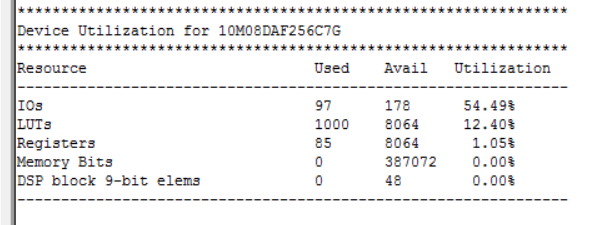 ***************************************************************
Device Utilization for 10M08DAF256C7G
***************************************************************
Resource Used Avail Utilization
---------------------------------------------------------------
IOs 97 178 54.49%
LUTs 1000 8064 12.40%
Registers 85 8064 1.05%
Memory Bits 0 387072 0.00%
DSP block 9-bit elems 0 48 0.00%
---------------------------------------------------------------